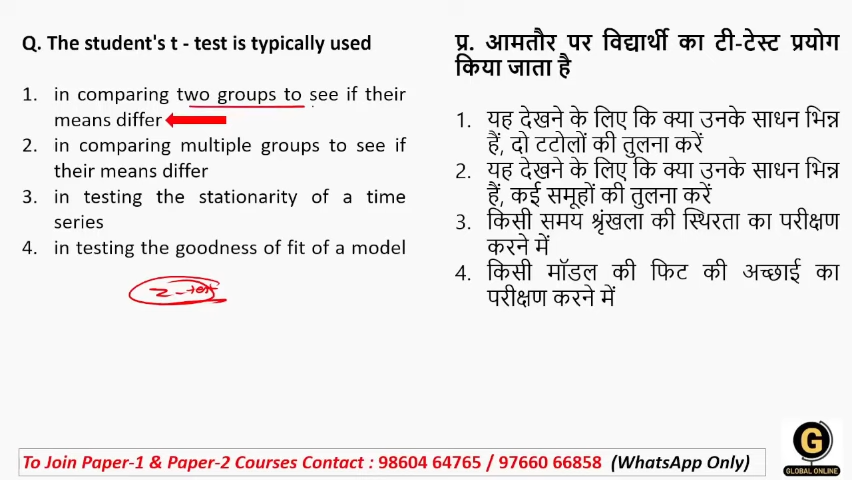 Q. The student's t - test is typically used
1. in comparing two groups to see if their
means differ
2. in comparing multiple groups to see if
their means differ
3. in testing the stationarity of a time
series
4. in testing the goodness of fit of a model
z-test
प्र. आमतौर पर विद्यार्थी का टी-टेस्ट प्रयोग
किया जाता है
1. यह देखने के लिए कि क्या उनके साधन भिन्न
हैं, दो टटोलों की तुलना करें
2. यह देखने के लिए कि क्या उनके साधन भिन्न
हैं, कई समूहों की तुलना करें
3. किसी समय श्रृंखला की स्थिरता का परीक्षण
करने में
4. किसी मॉडल की फिट की अच्छाई का
परीक्षण करने में
To Join Paper-1 & Paper-2 Courses Contact : 98604 64765 / 97660 66858 (WhatsApp Only)
G
GLOBAL ONLINE